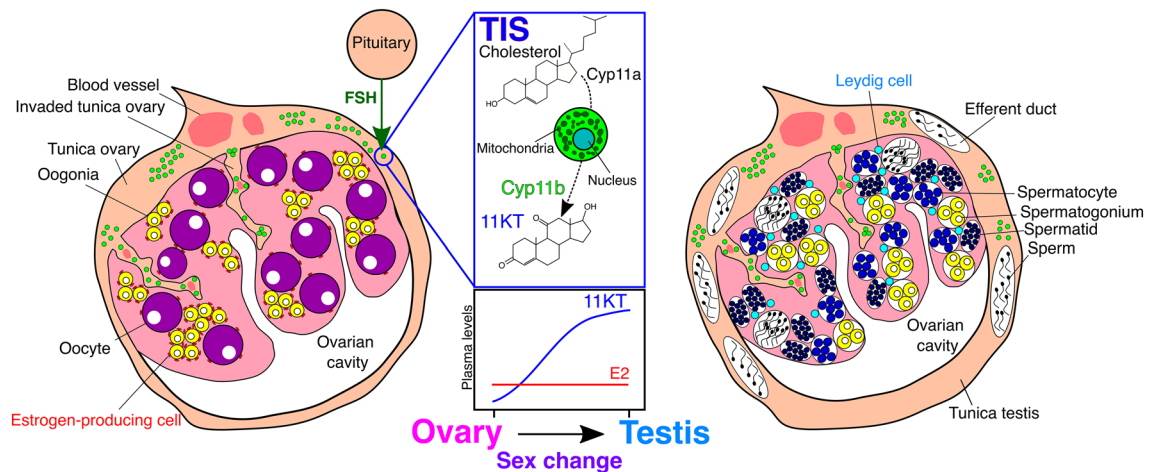 Pituitary
FSH
Blood vessel
Invaded tunica ovary
Tunica ovary
Oogonia
Oocyte
Estrogen-producing cell
Ovarian
cavity
TIS
Cholesterol
Cyp11a
HO
Mitochondria
Nucleus
Cyp11b
11KT
O
OH
O
Plasma levels
11KT
E2
Ovary
Testis
Sex change
Leydig cell
Efferent duct
Spermatocyte
Spermatogonium
Spermatid
Sperm
Ovarian
cavity
Tunica testis